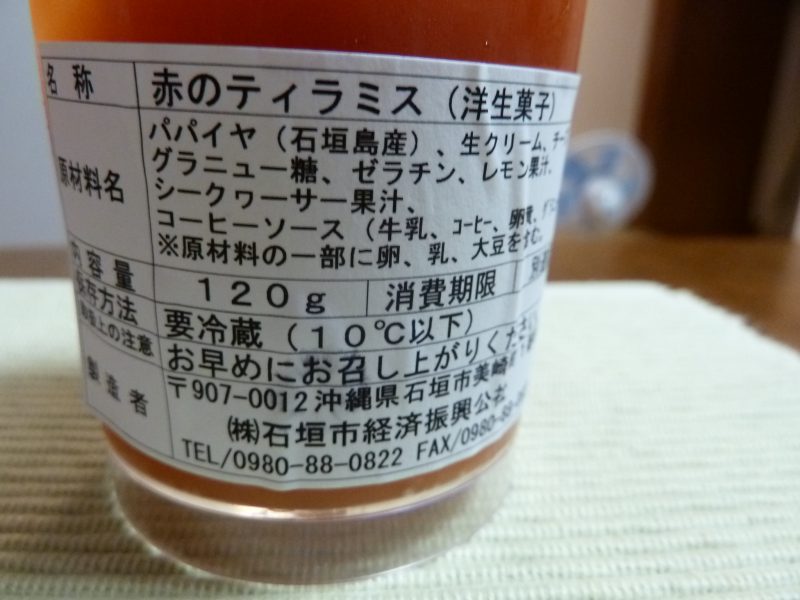 名称 赤のティラミス（洋生菓子）
原材料名 パパイヤ（石垣島産）、生クリーム、チーズ
グラニュー糖、ゼラチン、レモン果汁、
シークヮーサー果汁、
コーヒーソース（牛乳、コーヒー、卵黄、
※原材料の一部に卵、乳、大豆を含む。
内容量 120g 消費期限
保存方法 要冷蔵（10℃以下）
取扱上の注意 お早めにお召し上がりください
製造者 〒907-0012沖縄県石垣市美崎町
㈱石垣市経済振興公社
TEL/0980-88-0822 FAX/0980-88-